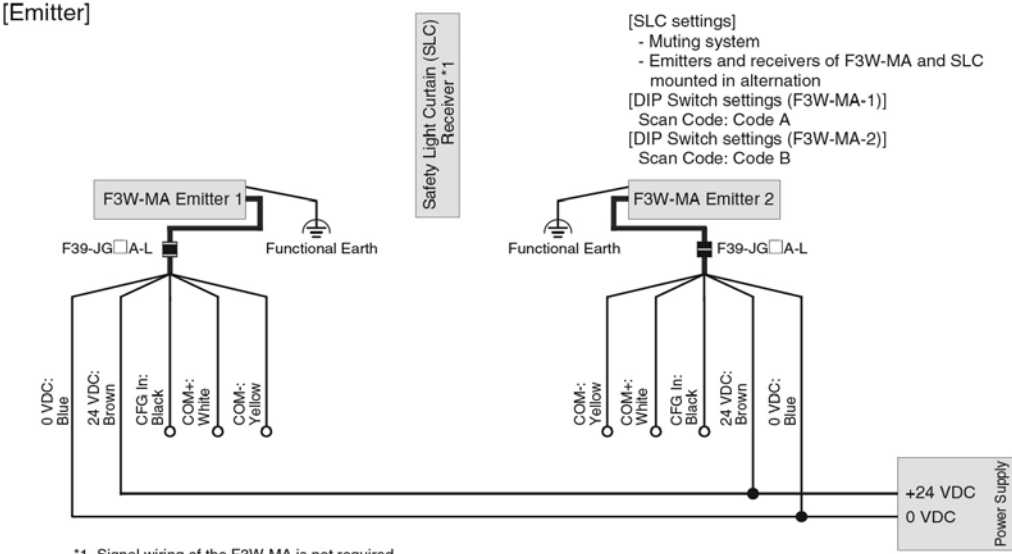 [Emitter]
Safety Light Curtain (SLC)
Receiver *1
[SLC settings]
- Muting system
- Emitters and receivers of F3W-MA and SLC
mounted in alternation
[DIP Switch settings (F3W-MA-1)]
Scan Code: Code A
[DIP Switch settings (F3W-MA-2)]
Scan Code: Code B
F3W-MA Emitter 1
F3W-MA Emitter 2
F39-JG□A-L
Functional Earth
Functional Earth
F39-JG□A-L
0 VDC:
Blue
24 VDC:
Brown
CFG In:
Black
COM+:
White
COM-:
Yellow
COM-:
Yellow
COM+:
White
CFG In:
Black
24 VDC:
Brown
0 VDC:
Blue
+24 VDC
0 VDC
Power Supply
*1. Signal wiring of the F3W-MA is not required.